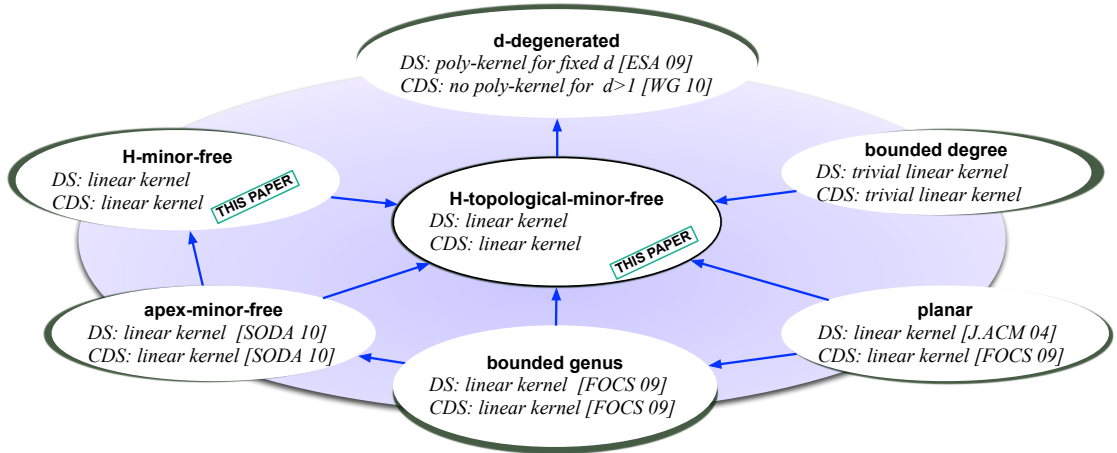 d-degenerated
DS: poly-kernel for fixed d [ESA 09]
CDS: no poly-kernel for d>1 [WG 10]
H-minor-free
DS: linear kernel
CDS: linear kernel
THIS PAPER
bounded degree
DS: trivial linear kernel
CDS: trivial linear kernel
H-topological-minor-free
DS: linear kernel
CDS: linear kernel
THIS PAPER
apex-minor-free
DS: linear kernel [SODA 10]
CDS: linear kernel [SODA 10]
bounded genus
DS: linear kernel [FOCS 09]
CDS: linear kernel [FOCS 09]
planar
DS: linear kernel [J.ACM 04]
CDS: linear kernel [FOCS 09]